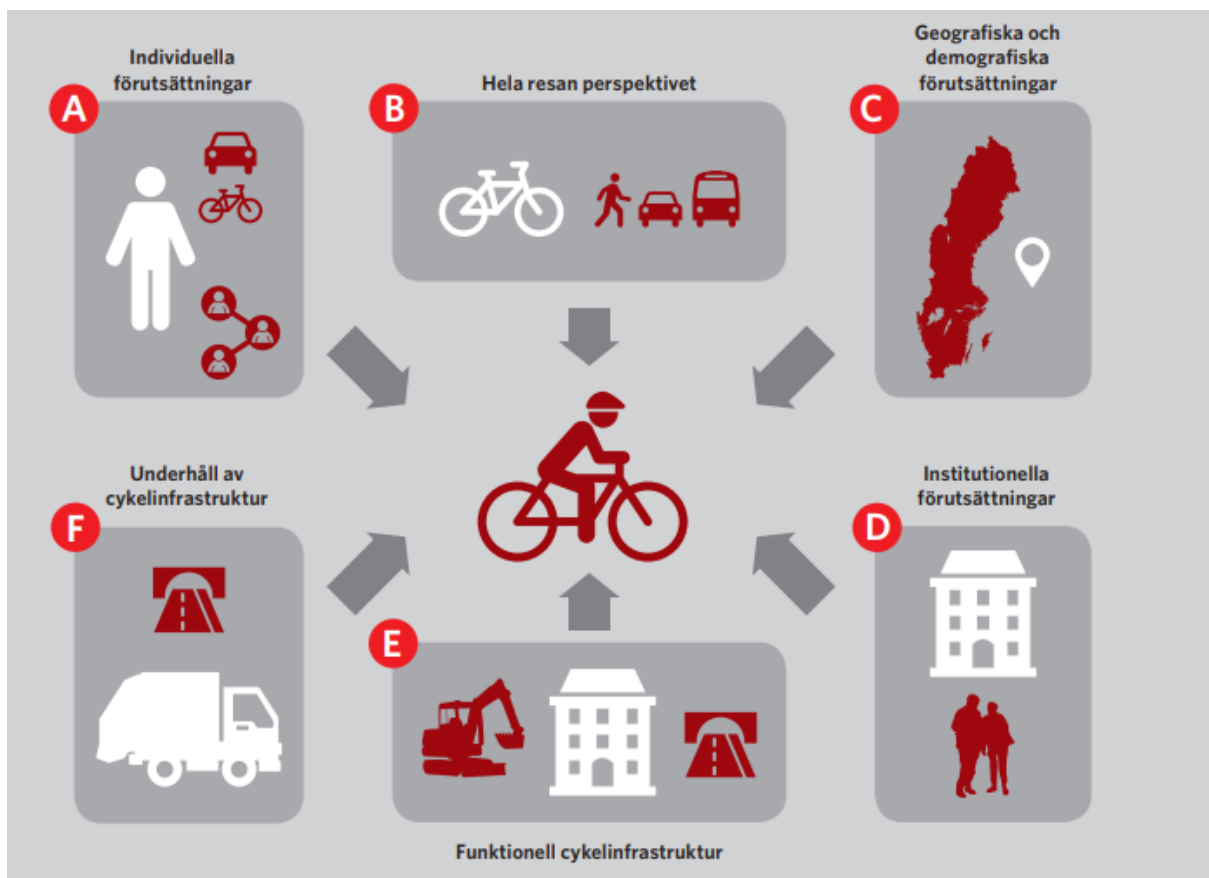 Individuella
förutsättningar
A
Hela resan perspektivet
B
Geografiska och
demografiska
förutsättningar
C
Underhåll av
cykelinfrastruktur
F
Institutionella
förutsättningar
D
E
Funktionell cykelinfrastruktur